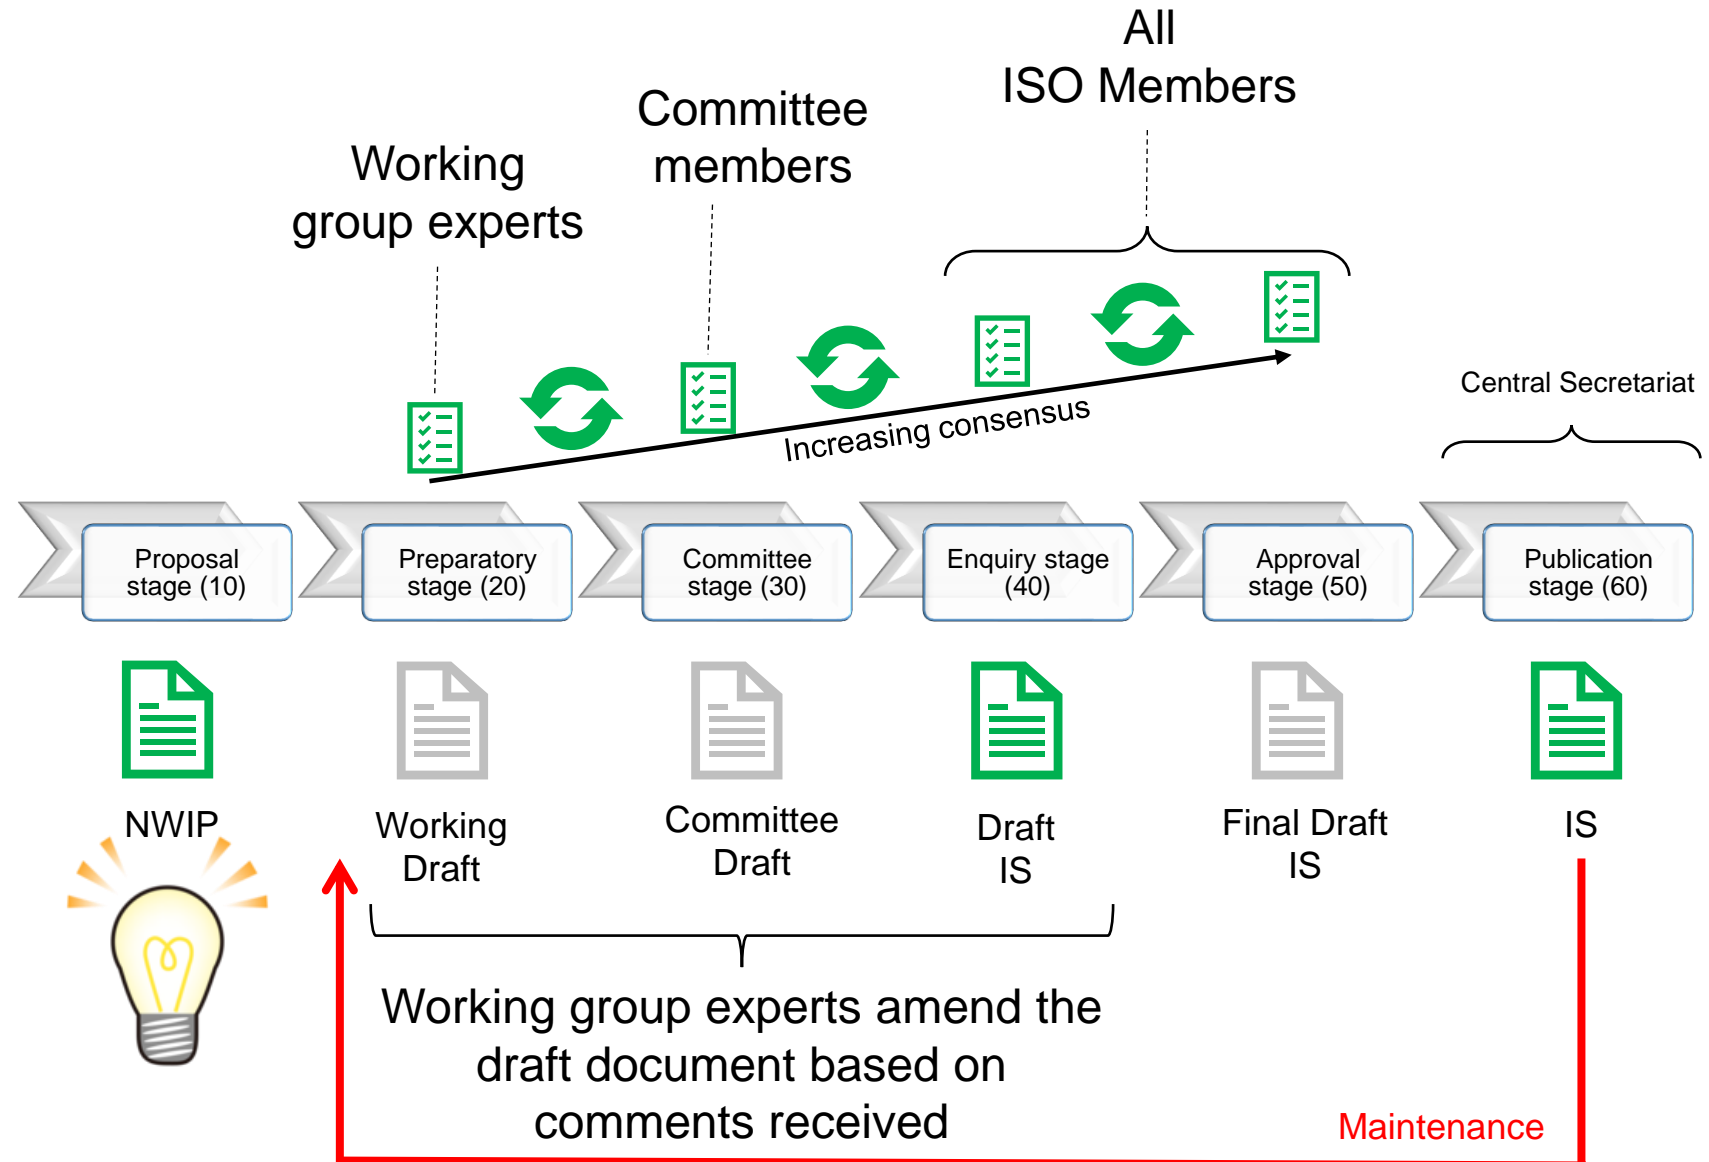 All
ISO Members
Committee
members
Working
group experts
Central Secretariat
Increasing consensus
Proposal
stage (10)
Preparatory
stage (20)
Committee
stage (30)
Enquiry stage
(40)
Approval
stage (50)
Publication
stage (60)
NWIP
Working
Draft
Committee
Draft
Draft
IS
Final Draft
IS
IS
Working group experts amend the
draft document based on
comments received
Maintenance